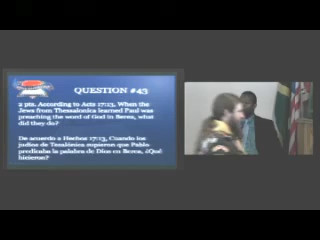 QUESTION #43
2 pts. According to Acts 17:13, When the
Jews from Thessalonica learned Paul was
preaching the word of God in Berea, what
did they do?
De acuerdo a Hechos 17:13, Cuando los
judíos de Tesalónica supieron que Pablo
predicaba la palabra de Dios en Berea, ¿Qué
hicieron?